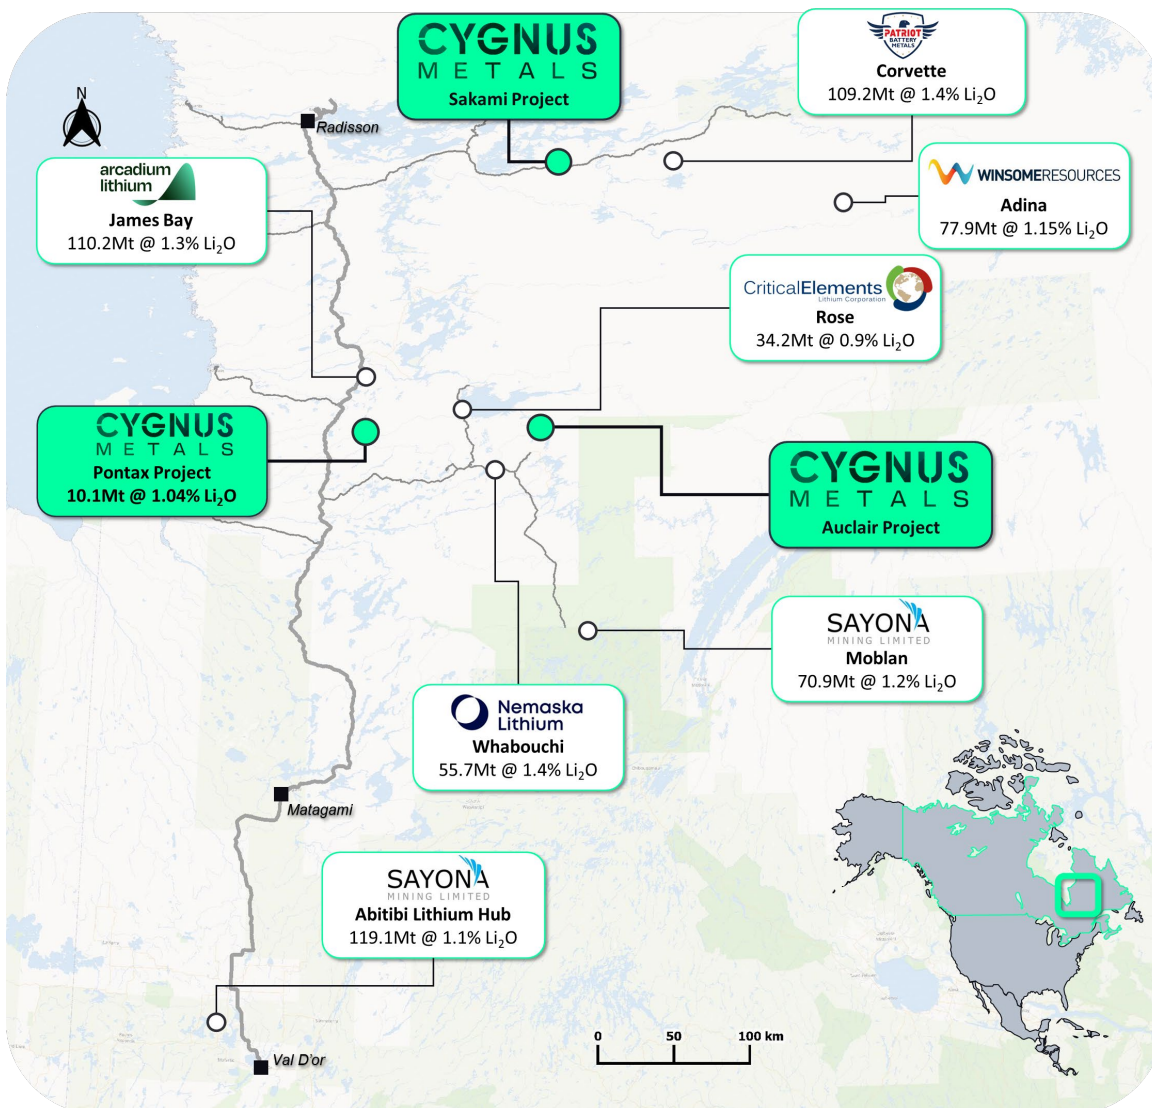 CYGNUS
METALS
Sakami Project
PATRIOT
BATTERY
METALS
Corvette
109.2Mt @ 1.4% Li₂O
N
Radisson
arcadium
lithium
James Bay
110.2Mt @ 1.3% Li₂O
WINSOMERESOURCES
Adina
77.9Mt @ 1.15% Li₂O
CriticalElements
Lithium Corporation
Rose
34.2Mt @ 0.9% Li₂O
CYGNUS
METALS
Pontax Project
10.1Mt @ 1.04% Li₂O
CYGNUS
METALS
Auclair Project
SAYONA
MINING LIMITED
Moblan
70.9Mt @ 1.2% Li₂O
Nemaska
Lithium
Whabouchi
55.7Mt @ 1.4% Li₂O
Matagami
SAYONA
MINING LIMITED
Abitibi Lithium Hub
119.1Mt @ 1.1% Li₂O
Val D'or
0 50 100 km